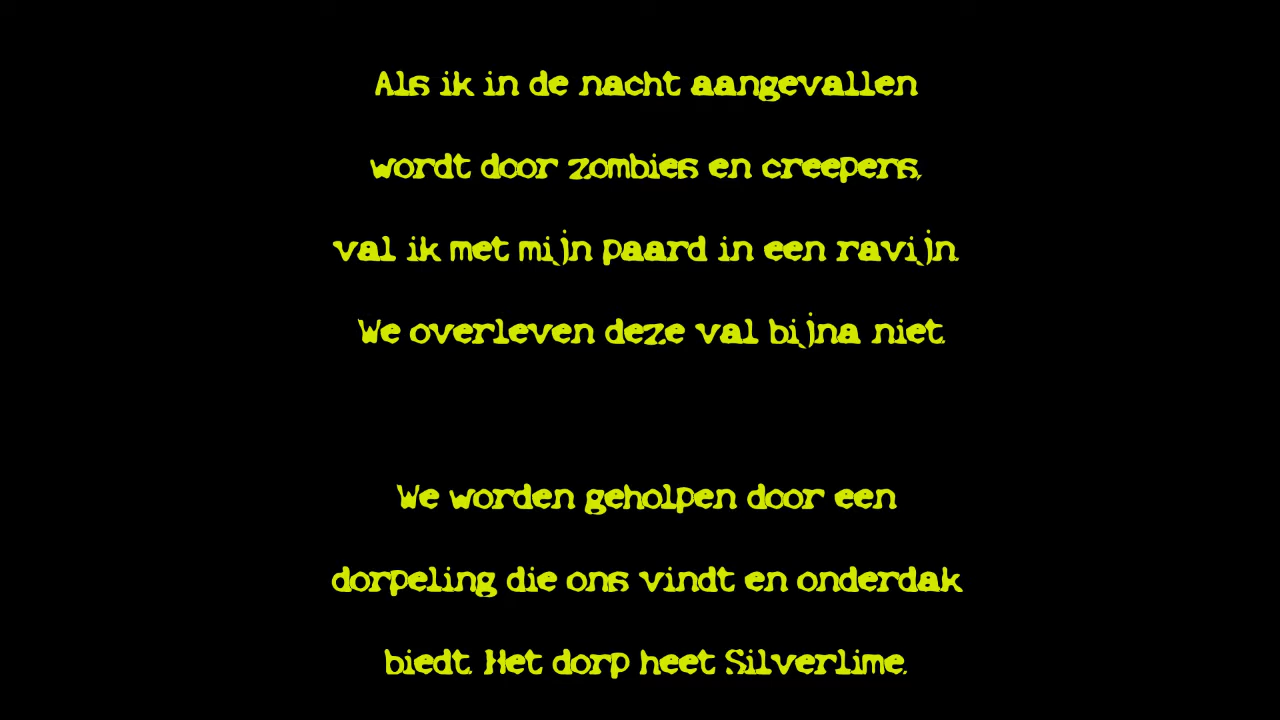 Als ik in de nacht aangevallen
wordt door zombies en creepers,
val ik met mijn paard in een ravijn.
We overleven deze val bijna niet.
We worden geholpen door een
dorpeling die ons vindt en onderdak
biedt. Het dorp heet Silverlime.